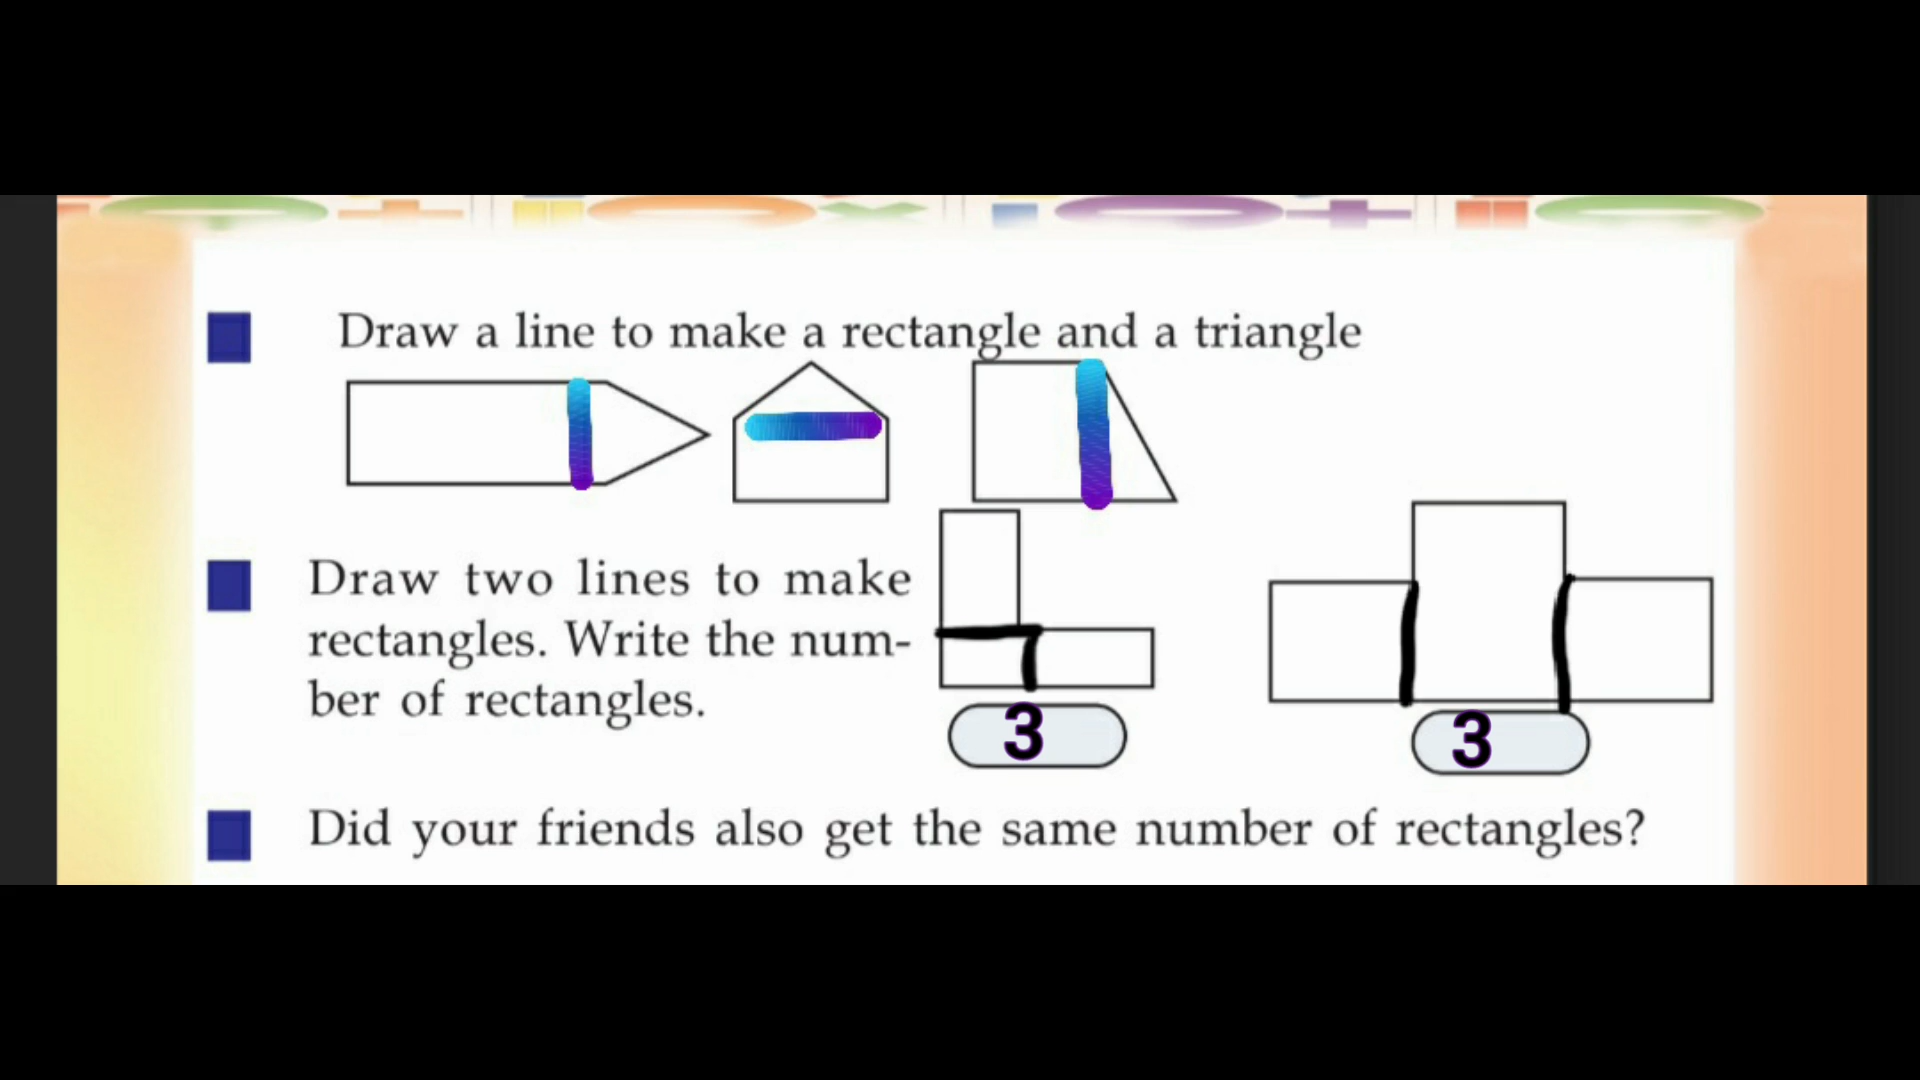 Draw a line to make a rectangle and a triangle
Draw two lines to make
rectangles. Write the num-
ber of rectangles.
3
3
Did your friends also get the same number of rectangles?